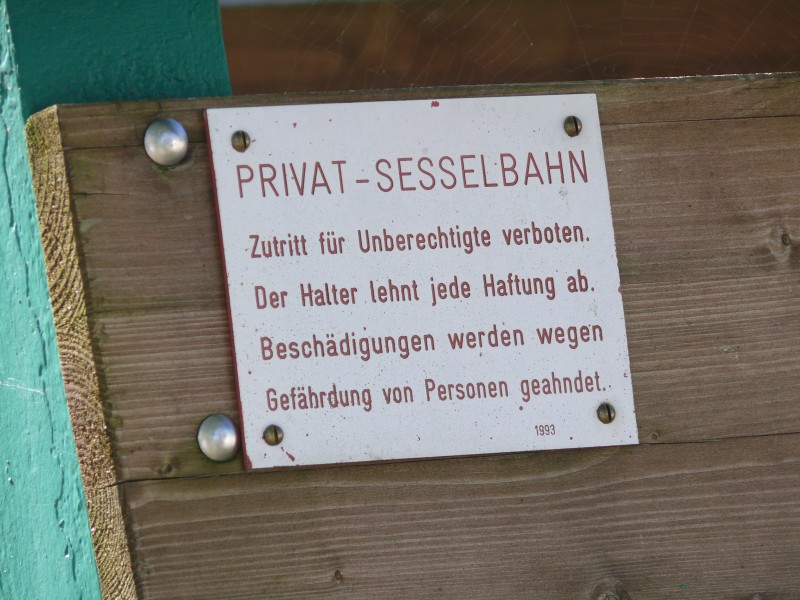 PRIVAT-SESSELBAHN
Zutritt für Unberechtigte verboten.
Der Halter lehnt jede Haftung ab.
Beschädigungen werden wegen
Gefährdung von Personen geahndet.
1993